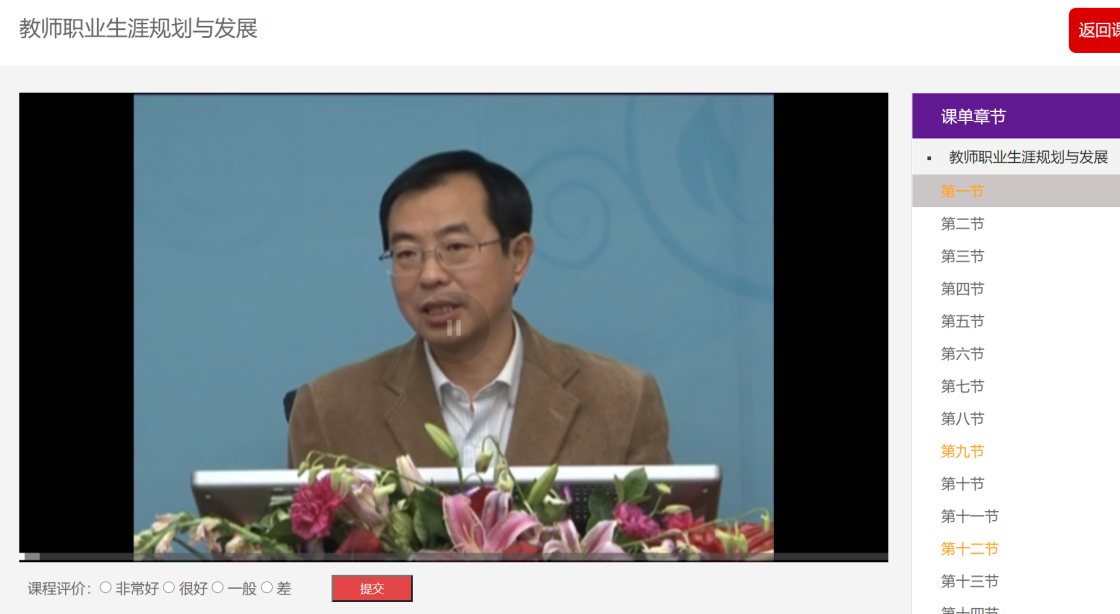 教师职业生涯规划与发展
返回课
课单章节
教师职业生涯规划与发展
第一节
第二节
第三节
第四节
第五节
第六节
第七节
第八节
第九节
第十节
第十一节
第十二节
第十三节
第十四节
课程评价: 非常好 很好 一般 差 提交